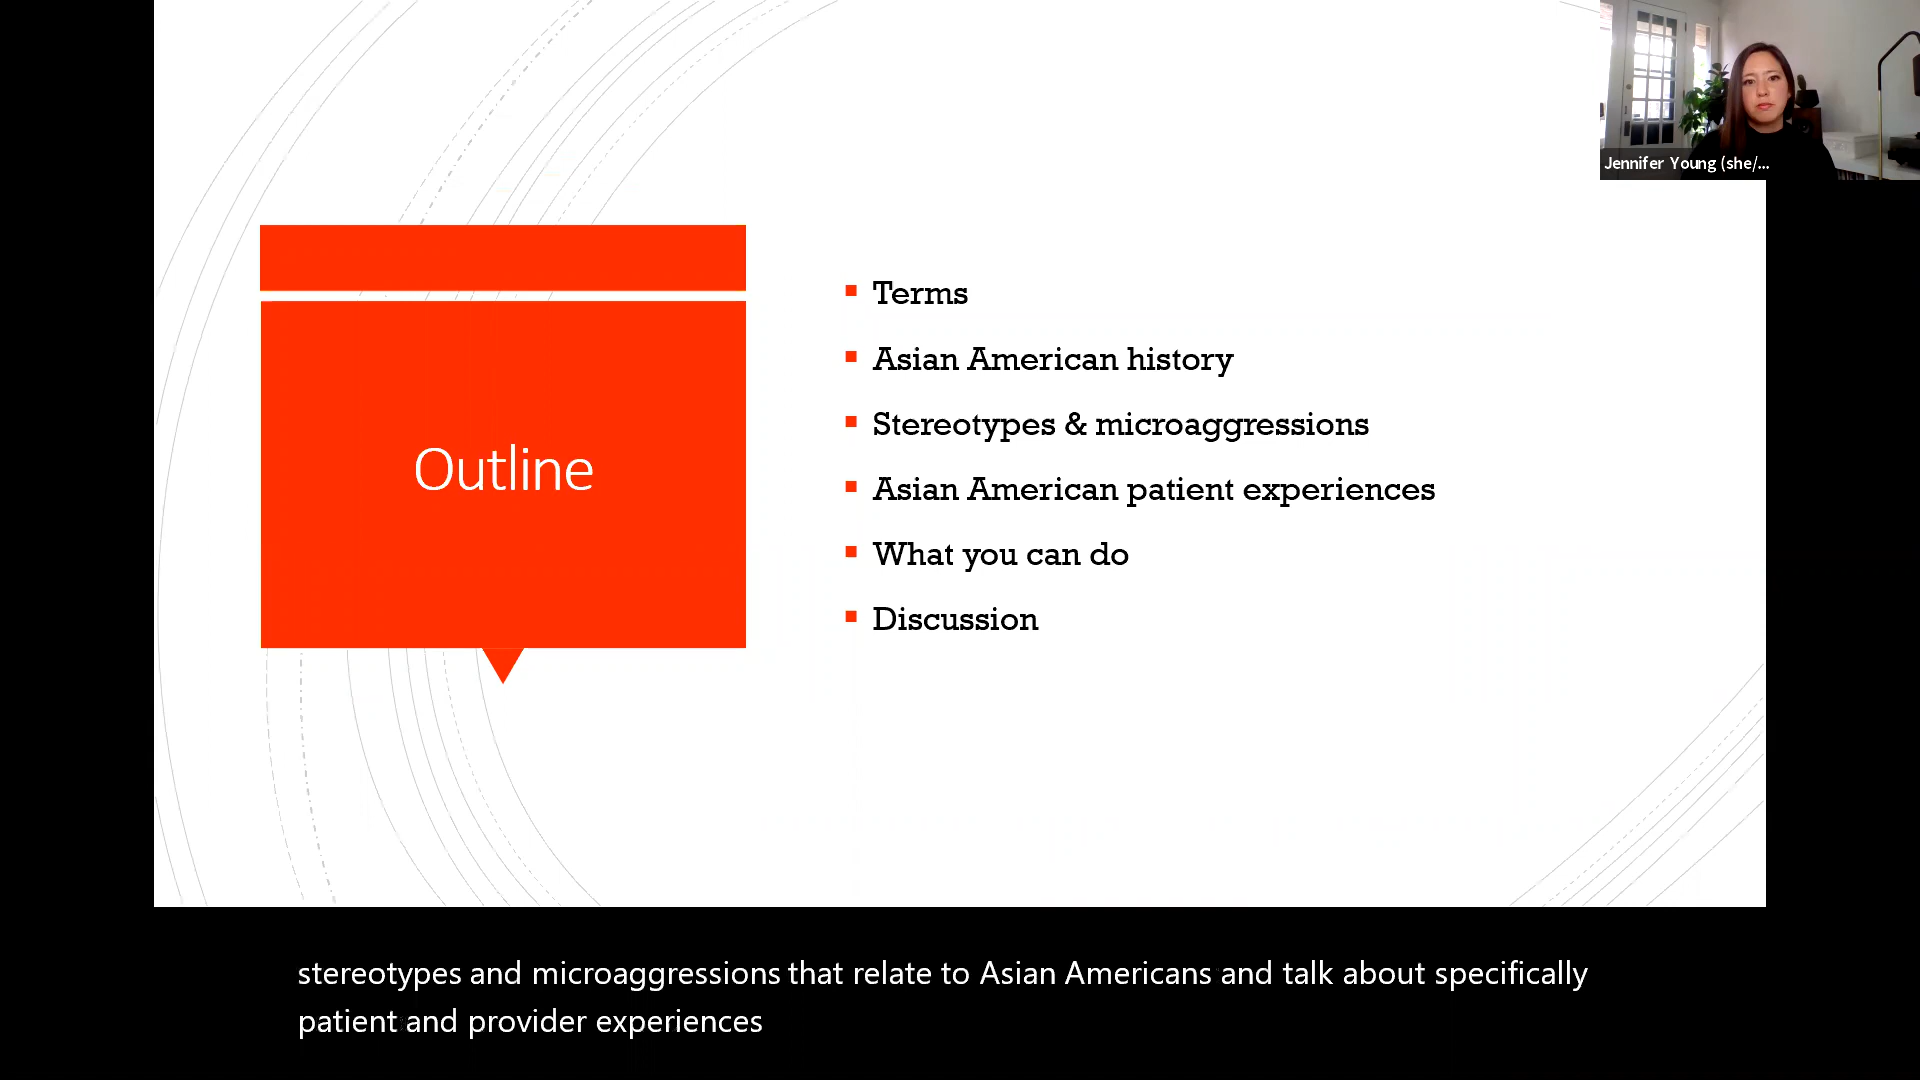 Jennifer Young (she/...
Outline
Terms
Asian American history
Stereotypes & microaggressions
Asian American patient experiences
What you can do
Discussion
stereotypes and microaggressions that relate to Asian Americans and talk about specifically
patient and provider experiences